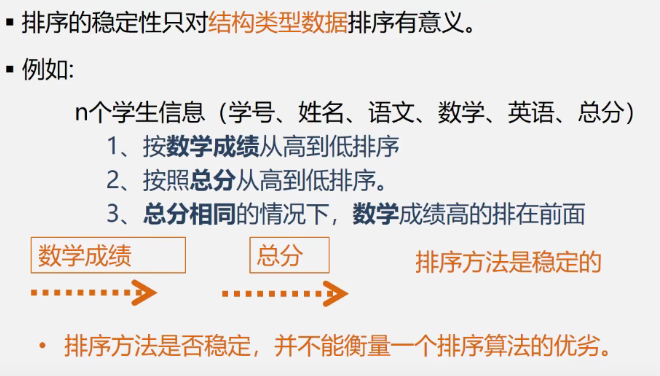 ▪ 排序的稳定性只对结构类型数据排序有意义。
▪ 例如:
n个学生信息（学号、姓名、语文、数学、英语、总分）
1、按数学成绩从高到低排序
2、按照总分从高到低排序。
3、总分相同的情况下，数学成绩高的排在前面
数学成绩 总分 排序方法是稳定的
• 排序方法是否稳定，并不能衡量一个排序算法的优劣。